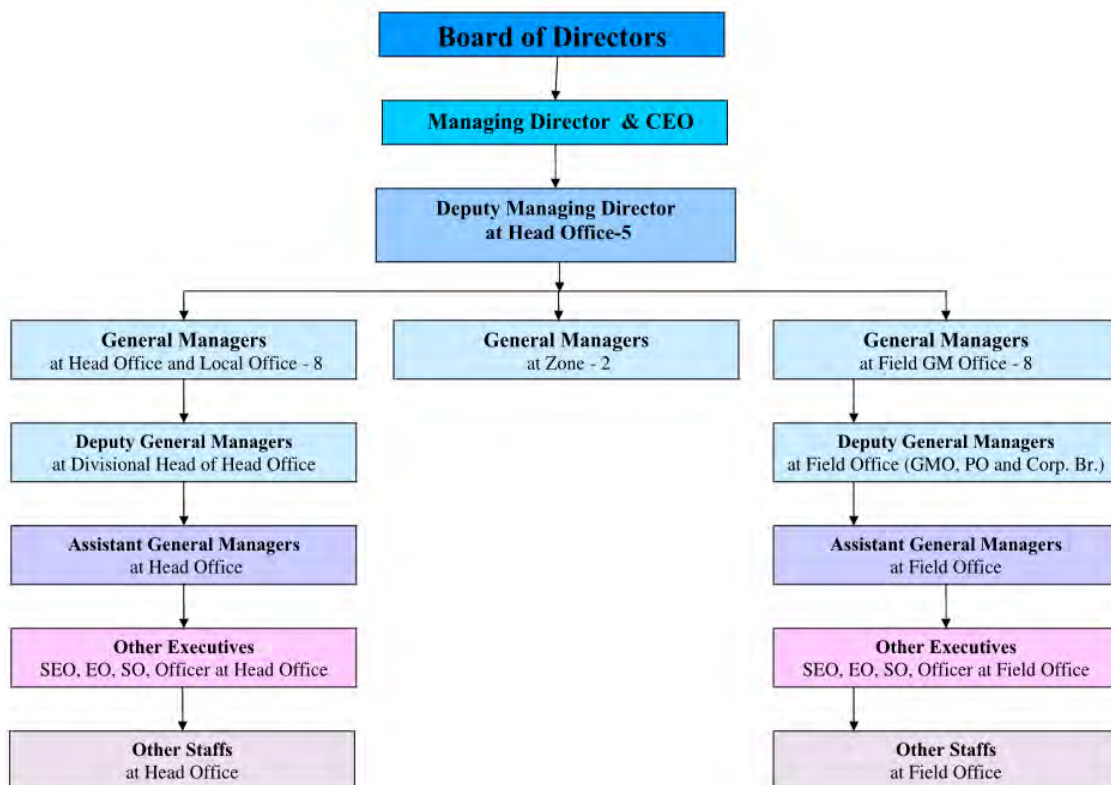 Board of Directors
Managing Director & CEO
Deputy Managing Director
at Head Office-5
General Managers
at Head Office and Local Office - 8
General Managers
at Zone - 2
General Managers
at Field GM Office - 8
Deputy General Managers
at Divisional Head of Head Office
Deputy General Managers
at Field Office (GMO, PO and Corp. Br.)
Assistant General Managers
at Head Office
Assistant General Managers
at Field Office
Other Executives
SEO, EO, SO, Officer at Head Office
Other Executives
SEO, EO, SO, Officer at Field Office
Other Staffs
at Head Office
Other Staffs
at Field Office